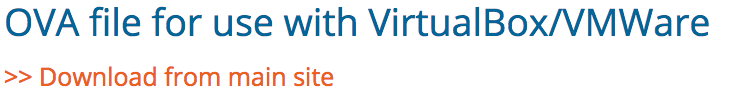 OVA file for use with VirtualBox/VMWare
>> Download from main site